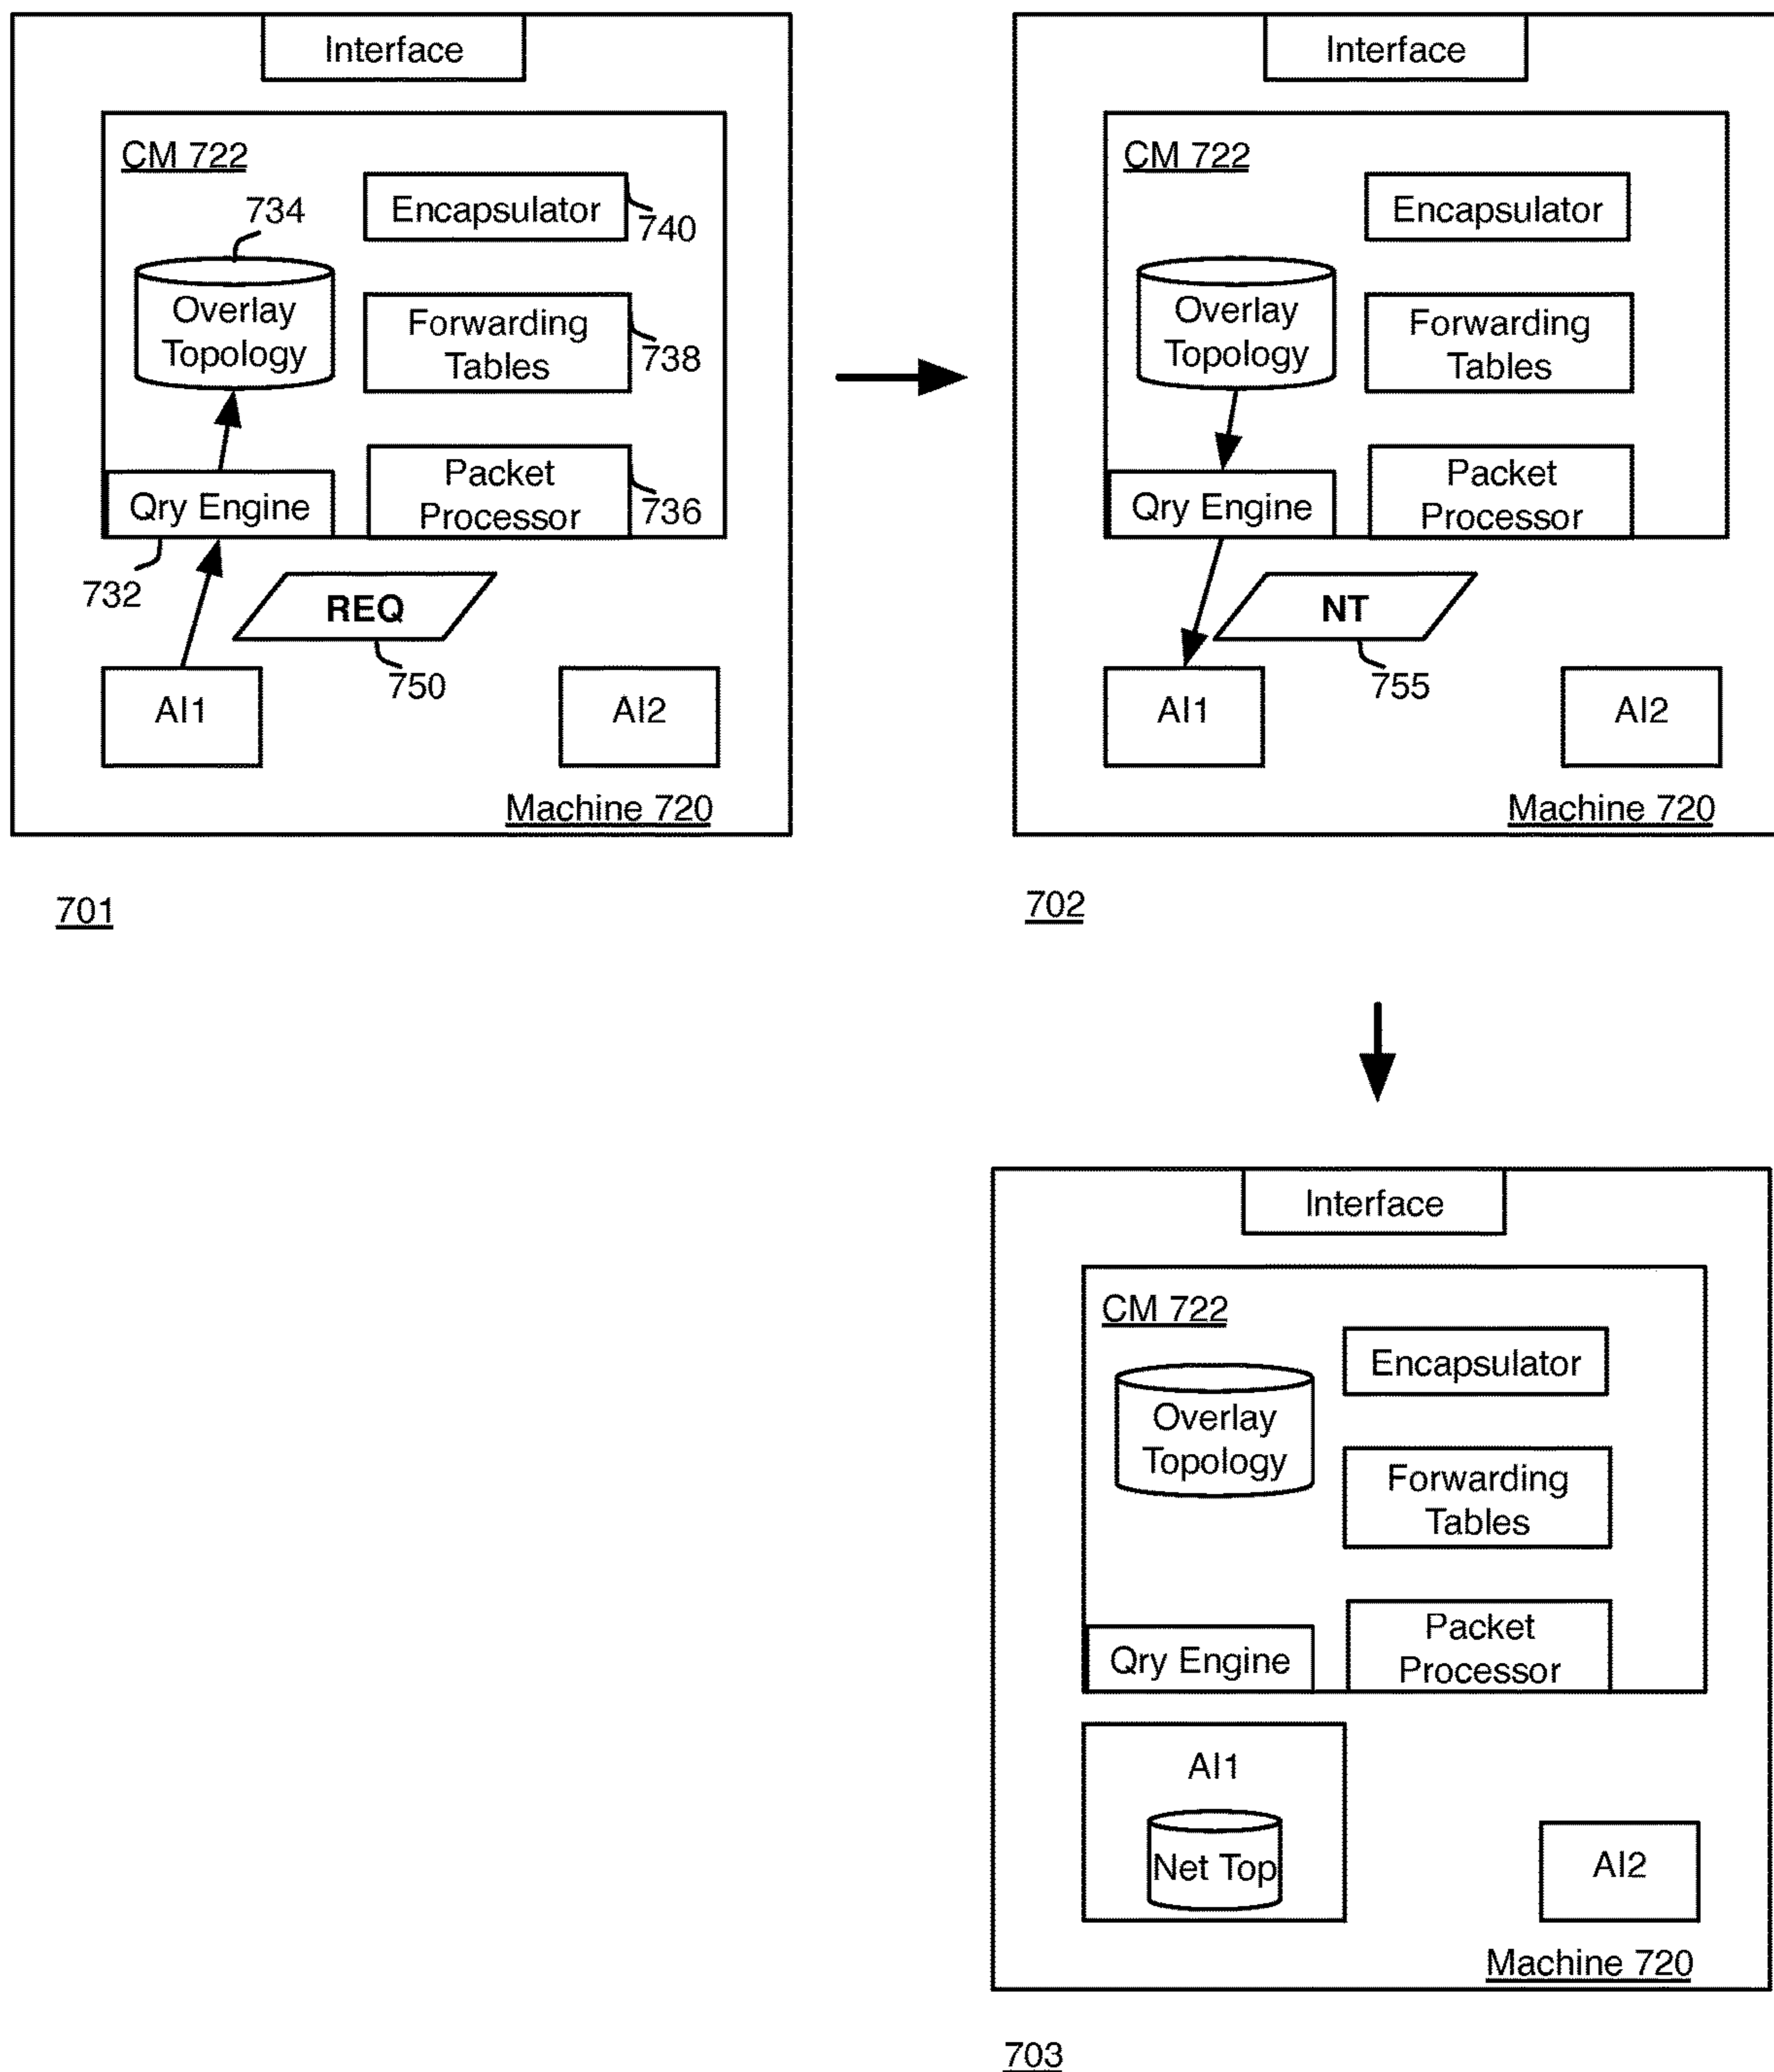 Interface
CM 722
734
Encapsulator
740
Overlay
Topology
Forwarding
Tables
738
Qry Engine
Packet
Processor
736
732
REQ
750
AI1
AI2
Machine 720
701
Interface
CM 722
Encapsulator
Overlay
Topology
Forwarding
Tables
Qry Engine
Packet
Processor
NT
755
AI1
AI2
Machine 720
702
Interface
CM 722
Encapsulator
Overlay
Topology
Forwarding
Tables
Qry Engine
Packet
Processor
AI1
Net Top
AI2
Machine 720
703